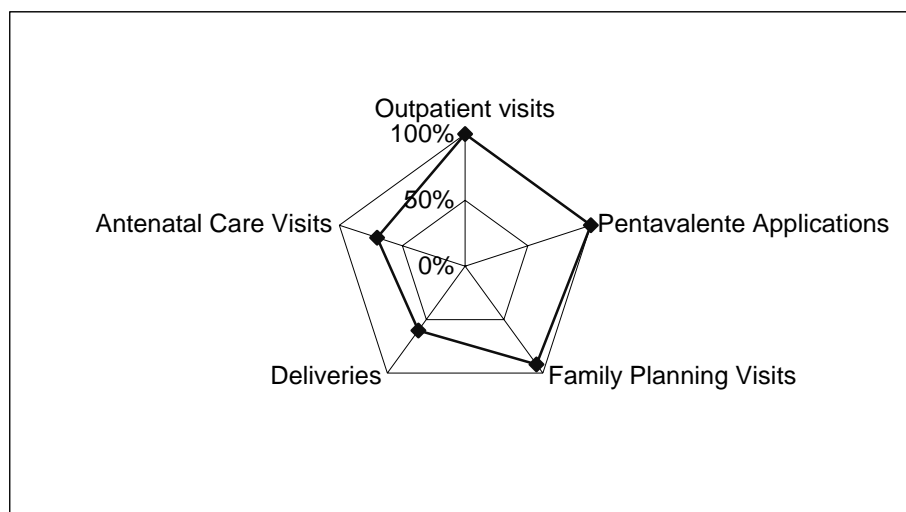 Outpatient visits
100%
50%
0%
Antenatal Care Visits
Pentavalente Applications
Deliveries
Family Planning Visits